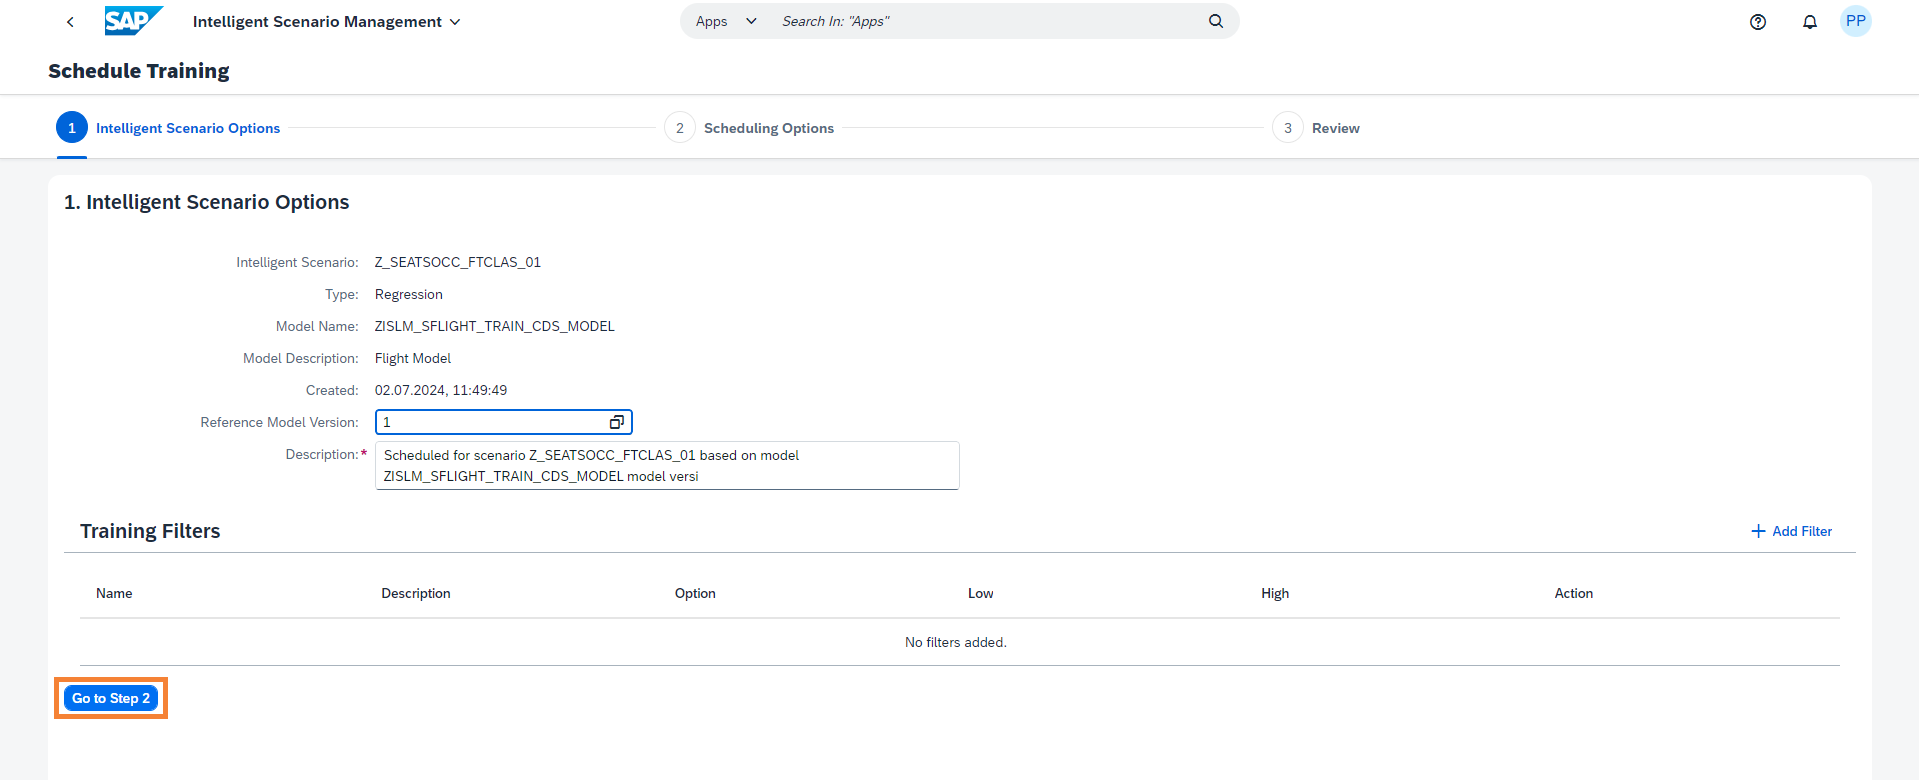 SAP
Intelligent Scenario Management
Apps
Search In: "Apps"
PP
Schedule Training
1 Intelligent Scenario Options
2 Scheduling Options
3 Review
1. Intelligent Scenario Options
Intelligent Scenario: Z_SEATSOCC_FTCLAS_01
Type: Regression
Model Name: ZISLM_SFLIGHT_TRAIN_CDS_MODEL
Model Description: Flight Model
Created: 02.07.2024, 11:49:49
Reference Model Version: 1
Description:* Scheduled for scenario Z_SEATSOCC_FTCLAS_01 based on model
ZISLM_SFLIGHT_TRAIN_CDS_MODEL model versi
Training Filters
+ Add Filter
Name Description Option Low High Action
No filters added.
Go to Step 2